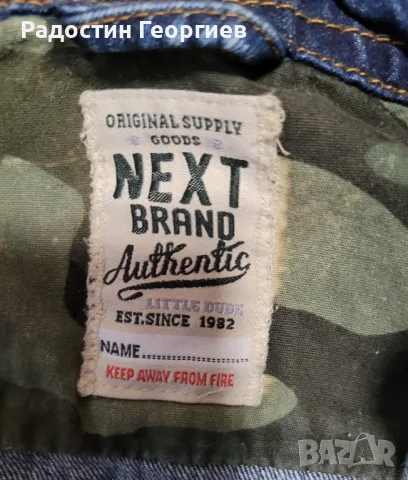 Радостин Георгиев
ORIGINAL SUPPLY
GOODS
NEXT
BRAND
Authentic
LITTLE DUDE
EST. SINCE 1982
NAME....................
KEEP AWAY FROM FIRE
BAZAR